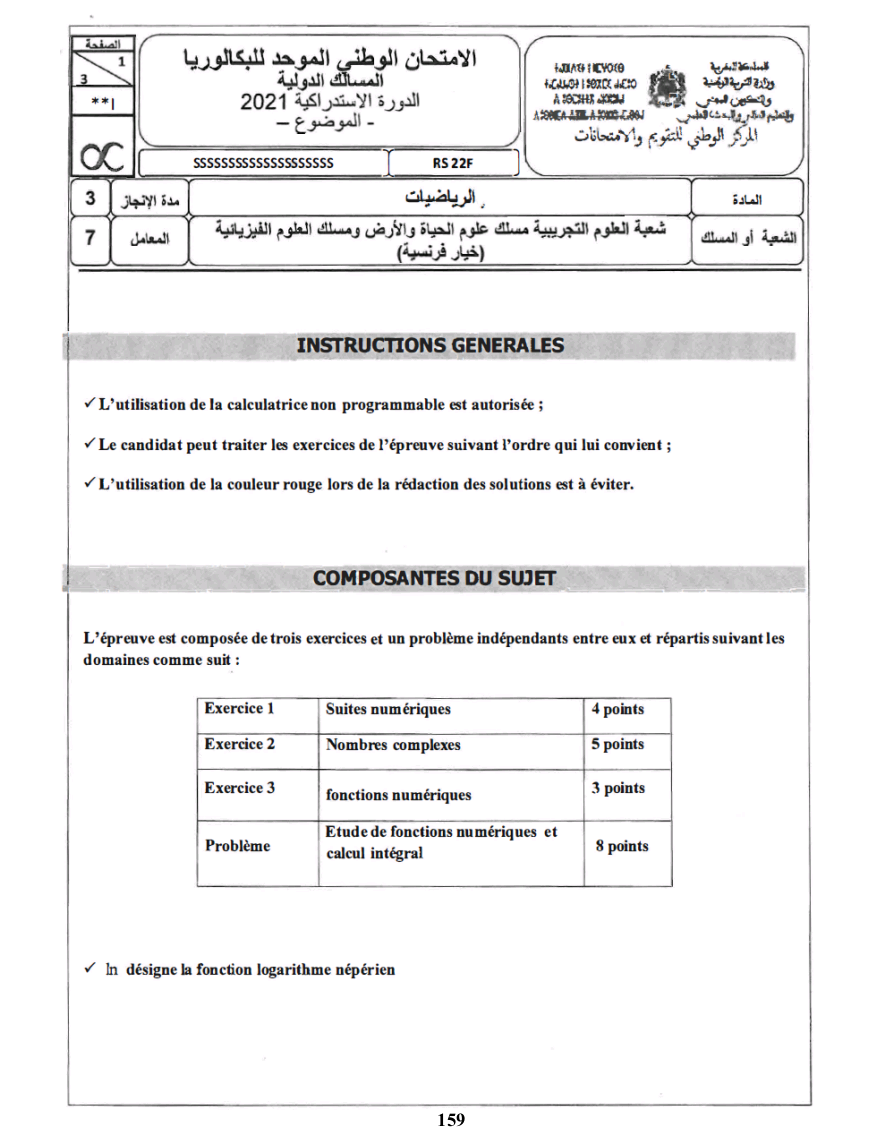 الصفحة
1
3
**I
الامتحان الوطني الموحد للبكالوريا
المسالك الدولية
الدورة الاستدراكية 2021
- الموضوع –
SSSSSSSSSSSSSSSSSSSS
RS 22F
المملكة المغربية
وزارة التربية الوطنية
والتكوين المهني
والتعليم العالي والبحث العلمي
المركز الوطني للتقويم والامتحانات
3
مدة الإنجاز
الرياضيات
المادة
7
المعامل
شعبة العلوم التجريبية مسلك علوم الحياة والأرض ومسلك العلوم الفيزيائية
(خيار فرنسية)
الشعبة أو المسلك
INSTRUCTIONS GENERALES
✓ L'utilisation de la calculatrice non programmable est autorisée ;
✓ Le candidat peut traiter les exercices de l'épreuve suivant l'ordre qui lui convient ;
✓ L'utilisation de la couleur rouge lors de la rédaction des solutions est à éviter.
COMPOSANTES DU SUJET
L'épreuve est composée de trois exercices et un problème indépendants entre eux et répartis suivant les
domaines comme suit :
Exercice 1 Suites numériques 4 points
Exercice 2 Nombres complexes 5 points
Exercice 3 fonctions numériques 3 points
Problème Etude de fonctions numériques et calcul intégral 8 points
✓ ln désigne la fonction logarithme népérien
159